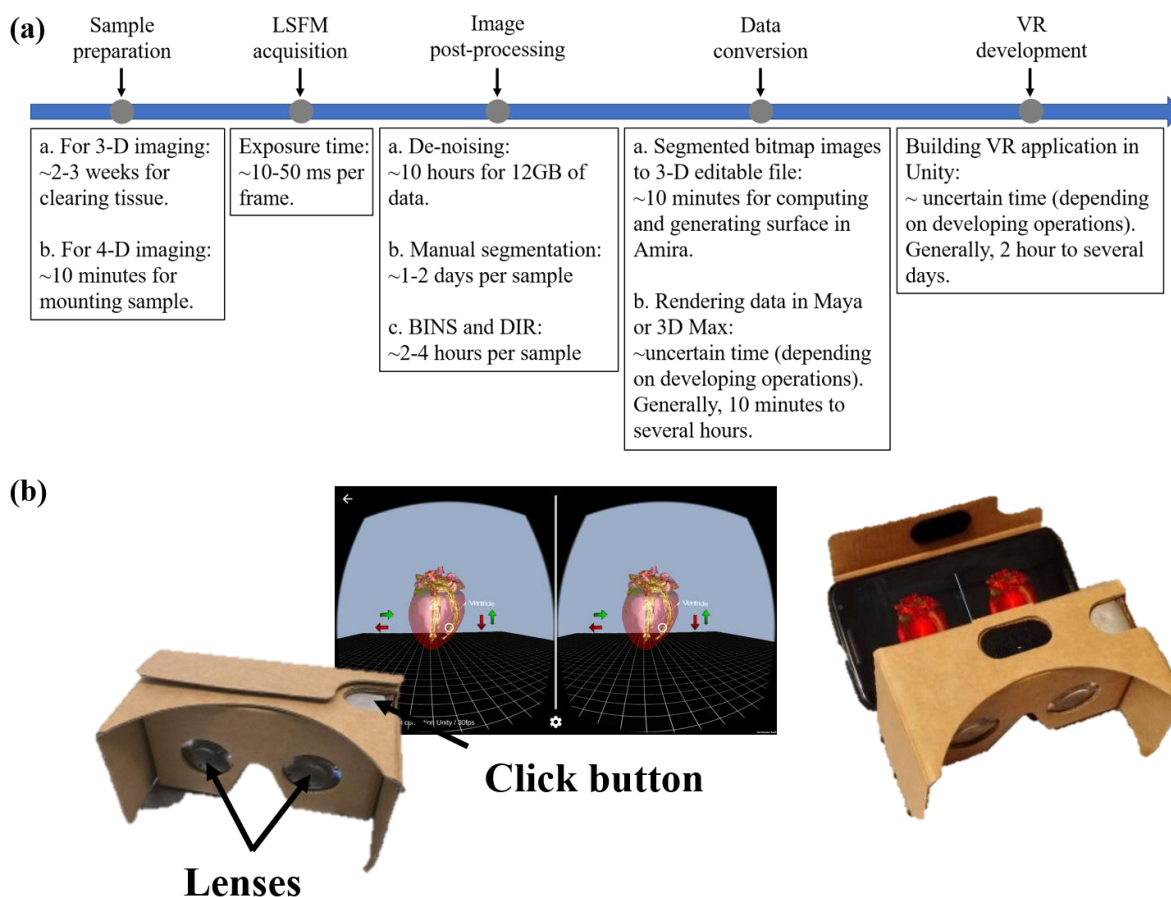 (a)
Sample
preparation
LSFM
acquisition
Image
post-processing
Data
conversion
VR
development
a. For 3-D imaging:
~2-3 weeks for
clearing tissue.
b. For 4-D imaging:
~10 minutes for
mounting sample.
Exposure time:
~10-50 ms per
frame.
a. De-noising:
~10 hours for 12GB of
data.
b. Manual segmentation:
~1-2 days per sample
c. BINS and DIR:
~2-4 hours per sample
a. Segmented bitmap images
to 3-D editable file:
~10 minutes for computing
and generating surface in
Amira.
b. Rendering data in Maya
or 3D Max:
~uncertain time (depending
on developing operations).
Generally, 10 minutes to
several hours.
Building VR application in
Unity:
~ uncertain time (depending
on developing operations).
Generally, 2 hour to several
days.
(b)
Ventricle
Ventricle
Unity / 30fps
Click button
Lenses